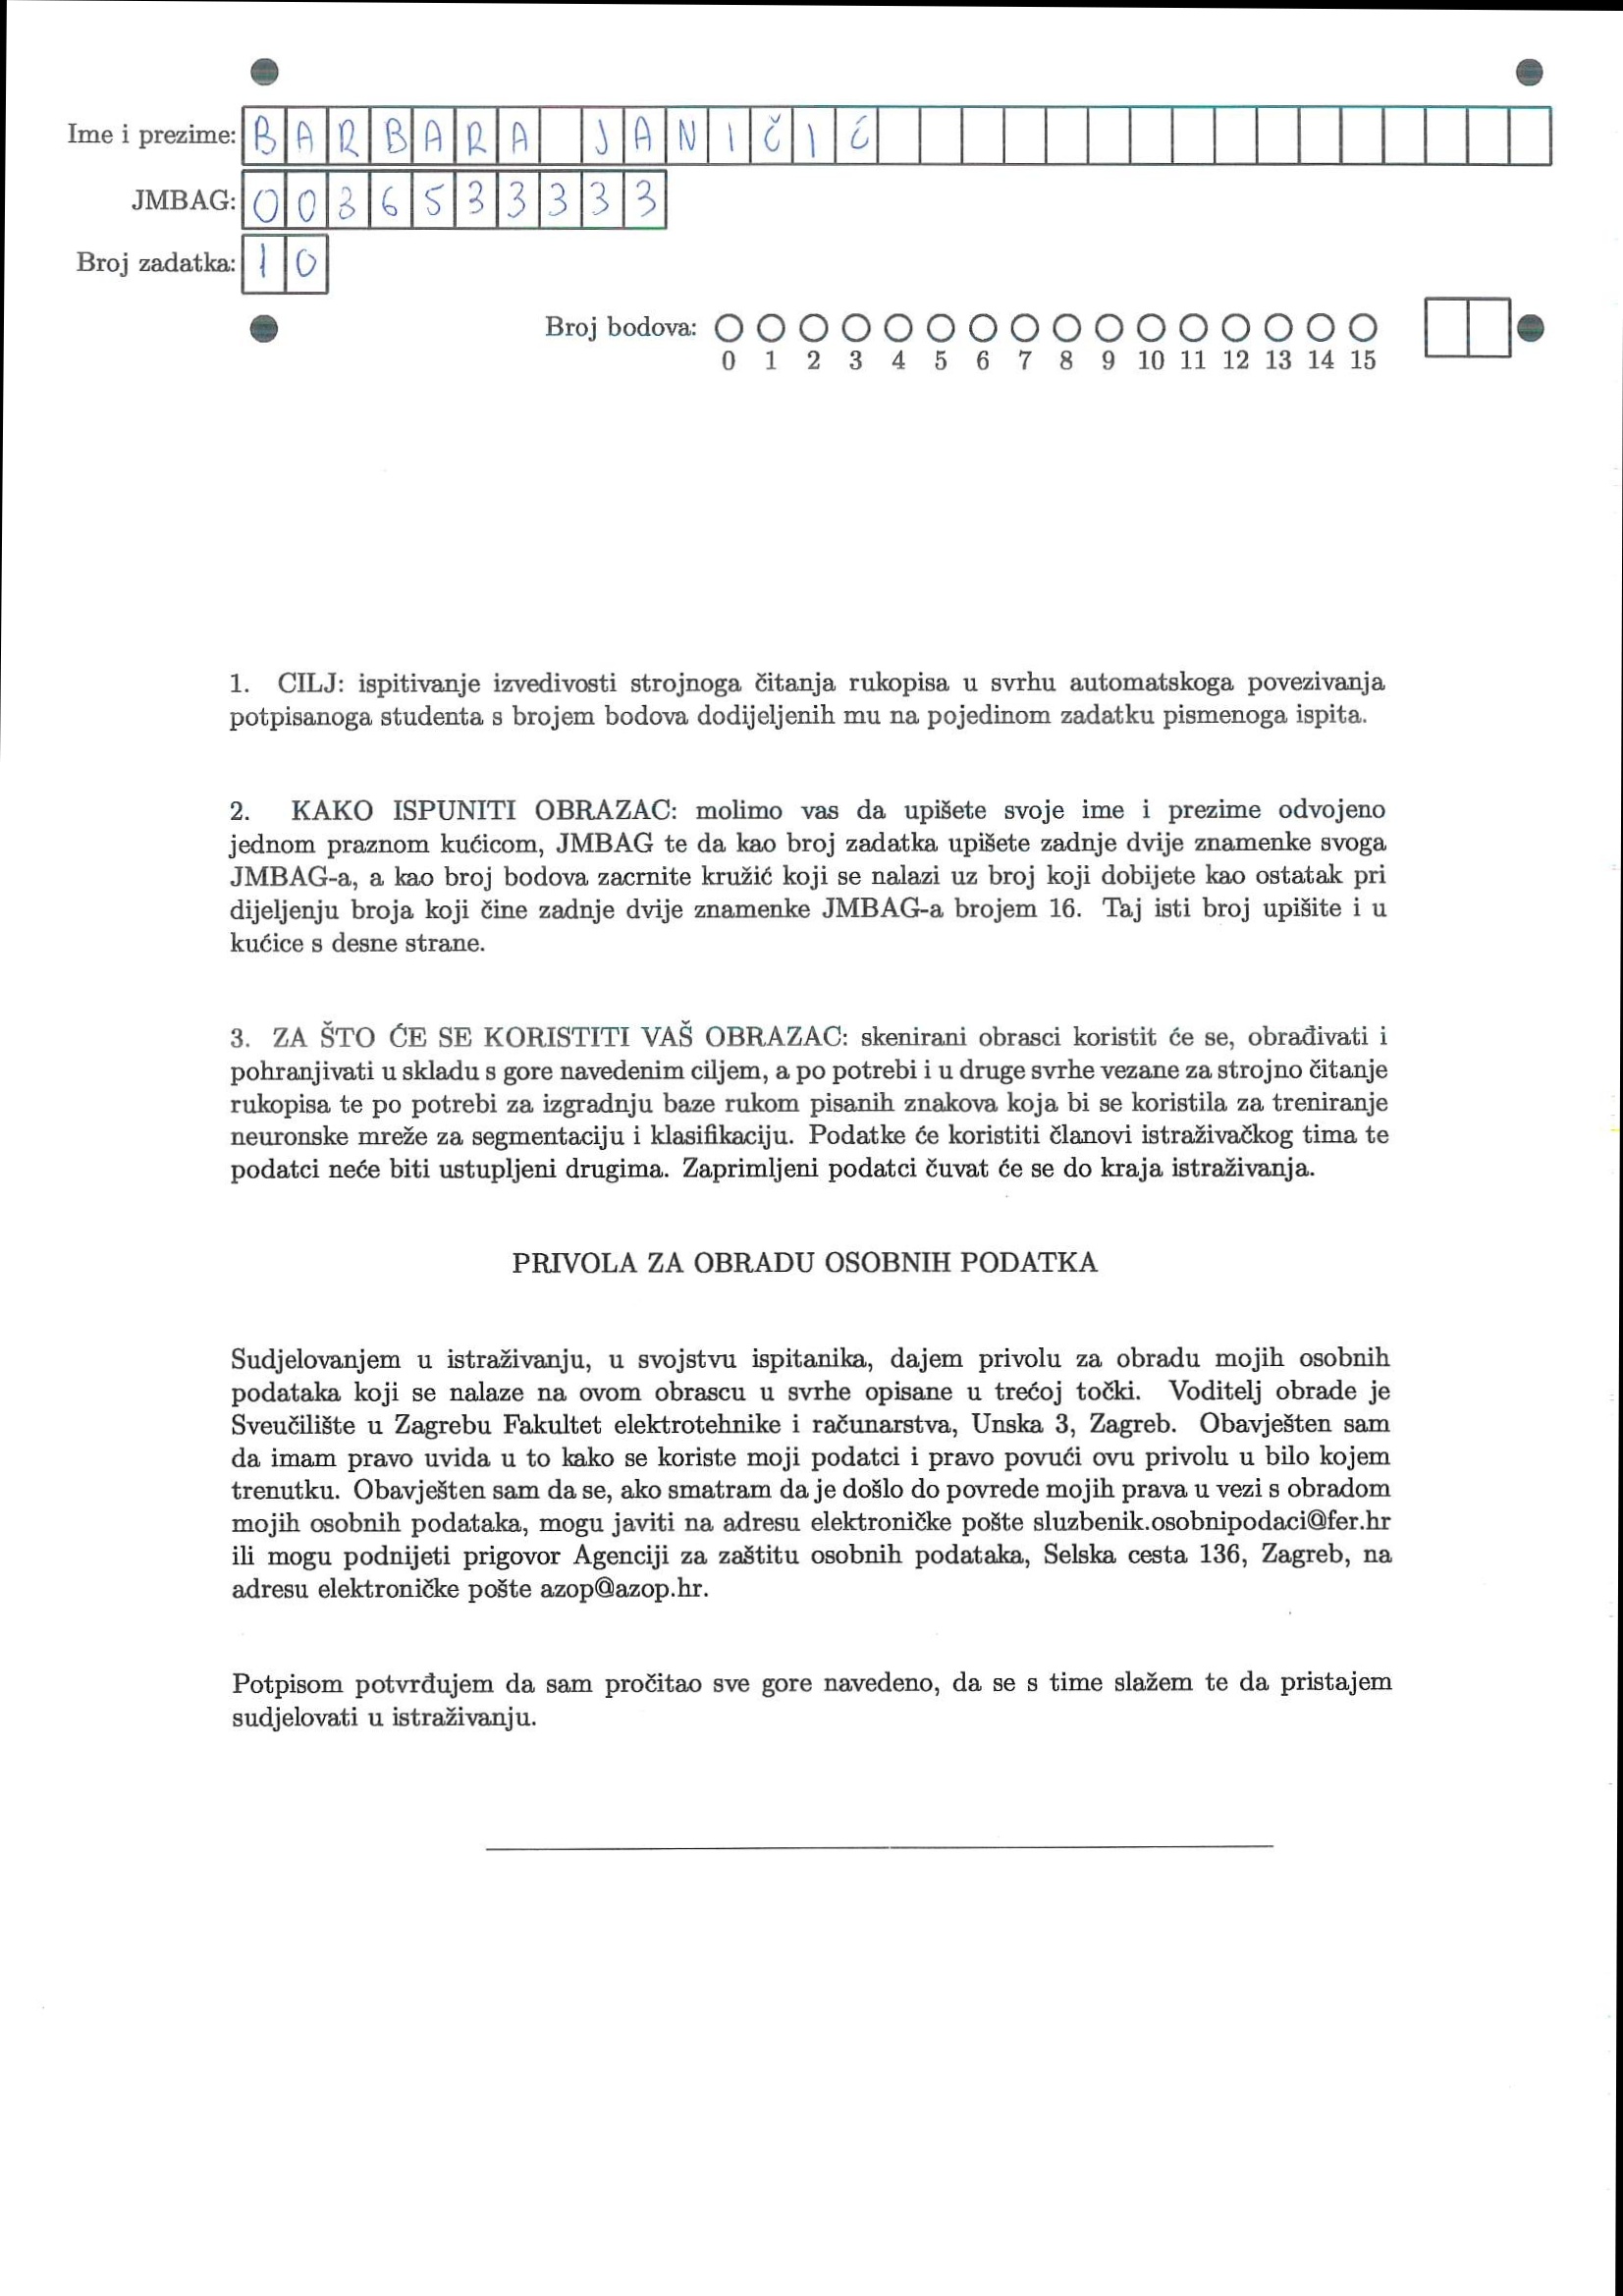 Ime i prezime: BARBARA JANIČIĆ
JMBAG: 0036533333
Broj zadatka: 10
Broj bodova:
0 1 2 3 4 5 6 7 8 9 10 11 12 13 14 15
1. CILJ: ispitivanje izvedivosti strojnoga čitanja rukopisa u svrhu automatskoga povezivanja
potpisanoga studenta s brojem bodova dodijeljenih mu na pojedinom zadatku pismenoga ispita.
2. KAKO ISPUNITI OBRAZAC: molimo vas da upišete svoje ime i prezime odvojeno
jednom praznom kućicom, JMBAG te da kao broj zadatka upišete zadnje dvije znamenke svoga
JMBAG-a, a kao broj bodova zacrnite kružić koji se nalazi uz broj koji dobijete kao ostatak pri
dijeljenju broja koji čine zadnje dvije znamenke JMBAG-a brojem 16. Taj isti broj upišite i u
kućice s desne strane.
3. ZA ŠTO ĆE SE KORISTITI VAŠ OBRAZAC: skenirani obrasci koristit će se, obrađivati i
pohranjivati u skladu s gore navedenim ciljem, a po potrebi i u druge svrhe vezane za strojno čitanje
rukopisa te po potrebi za izgradnju baze rukom pisanih znakova koja bi se koristila za treniranje
neuronske mreže za segmentaciju i klasifikaciju. Podatke će koristiti članovi istraživačkog tima te
podatci neće biti ustupljeni drugima. Zaprimljeni podatci čuvat će se do kraja istraživanja.
PRIVOLA ZA OBRADU OSOBNIH PODATKA
Sudjelovanjem u istraživanju, u svojstvu ispitanika, dajem privolu za obradu mojih osobnih
podataka koji se nalaze na ovom obrascu u svrhe opisane u trećoj točki. Voditelj obrade je
Sveučilište u Zagrebu Fakultet elektrotehnike i računarstva, Unska 3, Zagreb. Obavješten sam
da imam pravo uvida u to kako se koriste moji podatci i pravo povući ovu privolu u bilo kojem
trenutku. Obavješten sam da se, ako smatram da je došlo do povrede mojih prava u vezi s obradom
mojih osobnih podataka, mogu javiti na adresu elektroničke pošte sluzbenik.osobnipodaci@fer.hr
ili mogu podnijeti prigovor Agenciji za zaštitu osobnih podataka, Selska cesta 136, Zagreb, na
adresu elektroničke pošte azop@azop.hr.
Potpisom potvrđujem da sam pročitao sve gore navedeno, da se s time slažem te da pristajem
sudjelovati u istraživanju.